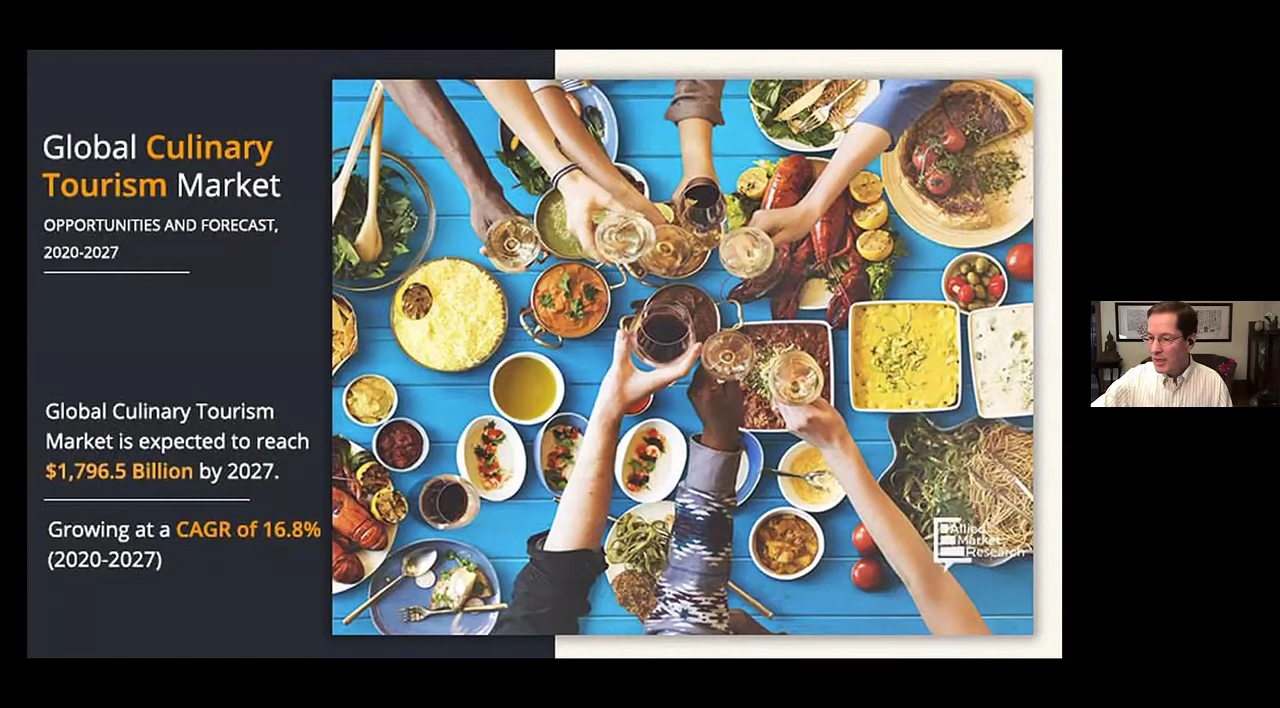 Global Culinary
Tourism Market
OPPORTUNITIES AND FORECAST,
2020-2027
Global Culinary Tourism
Market is expected to reach
$1,796.5 Billion by 2027.
Growing at a CAGR of 16.8%
(2020-2027)
Allied
Market
Research